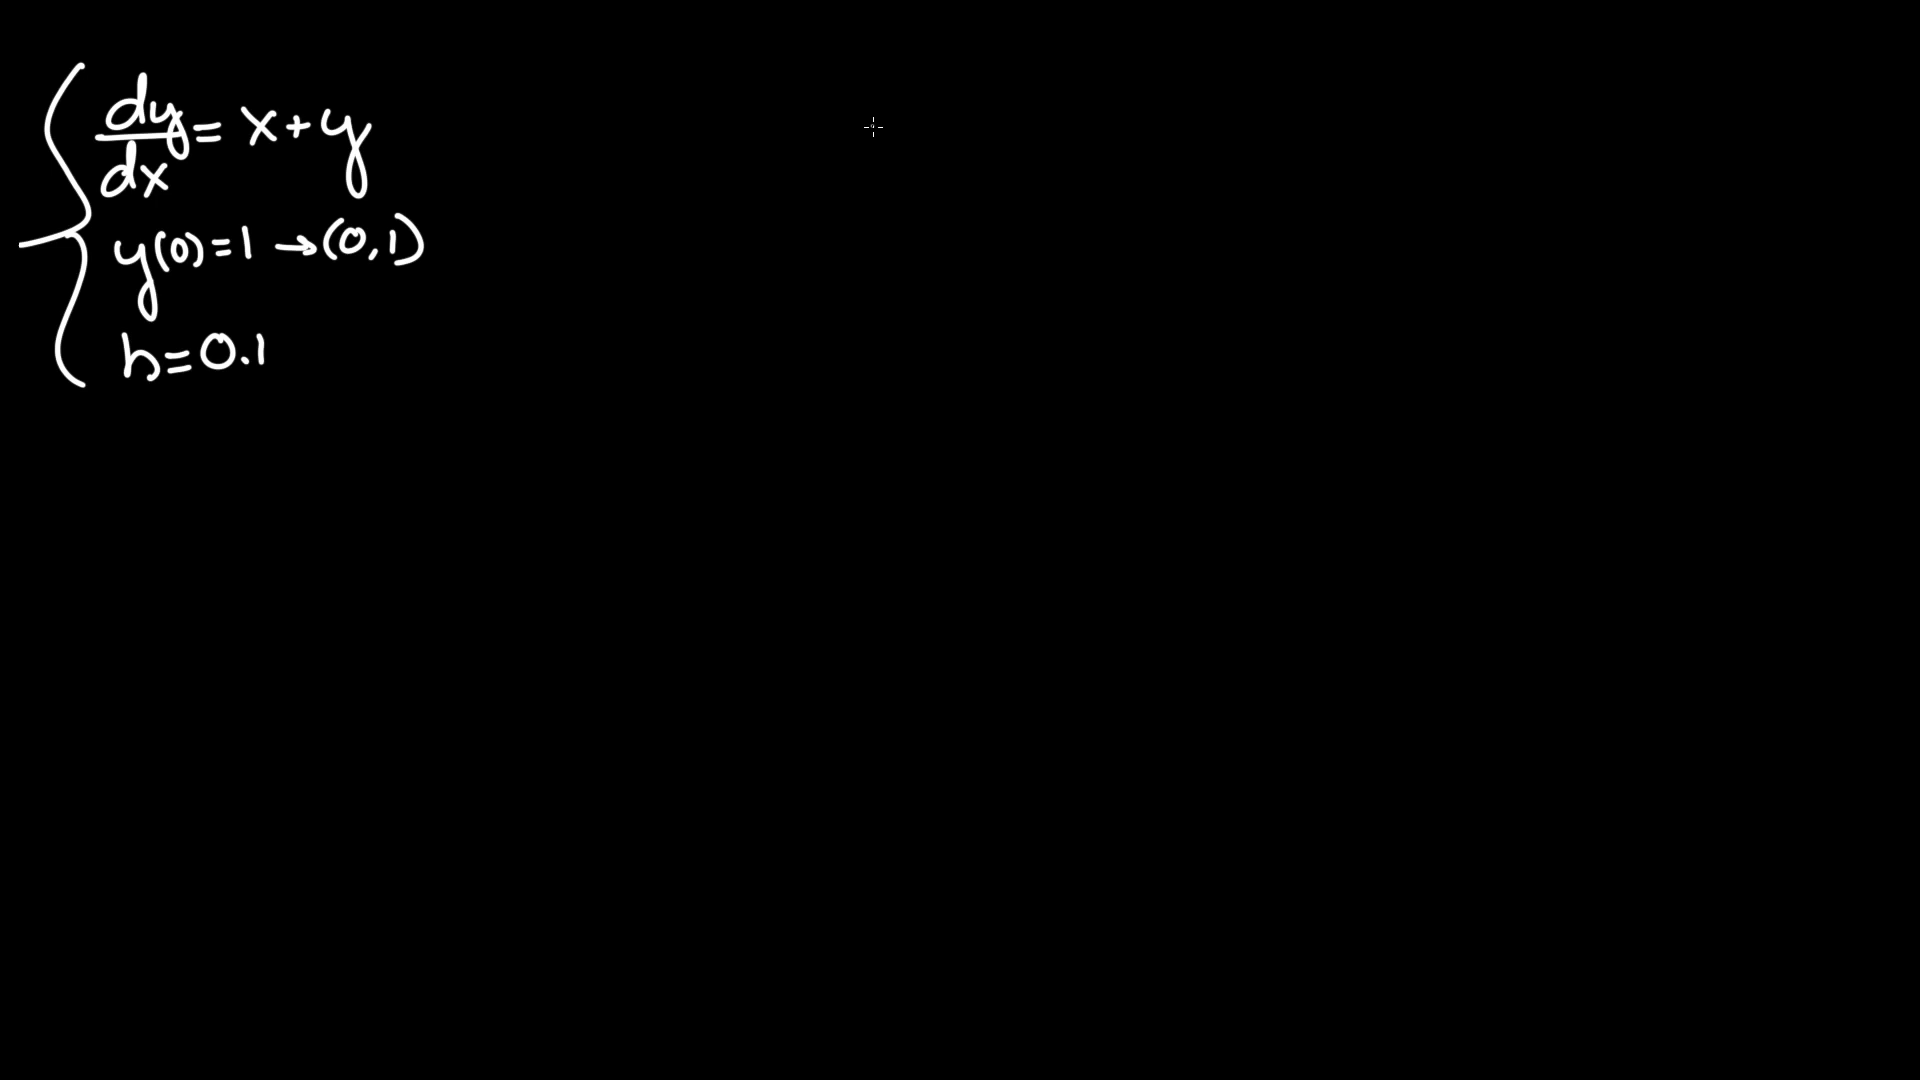 dy/dx = x+y
y(0)=1 →(0,1)
h=0.1